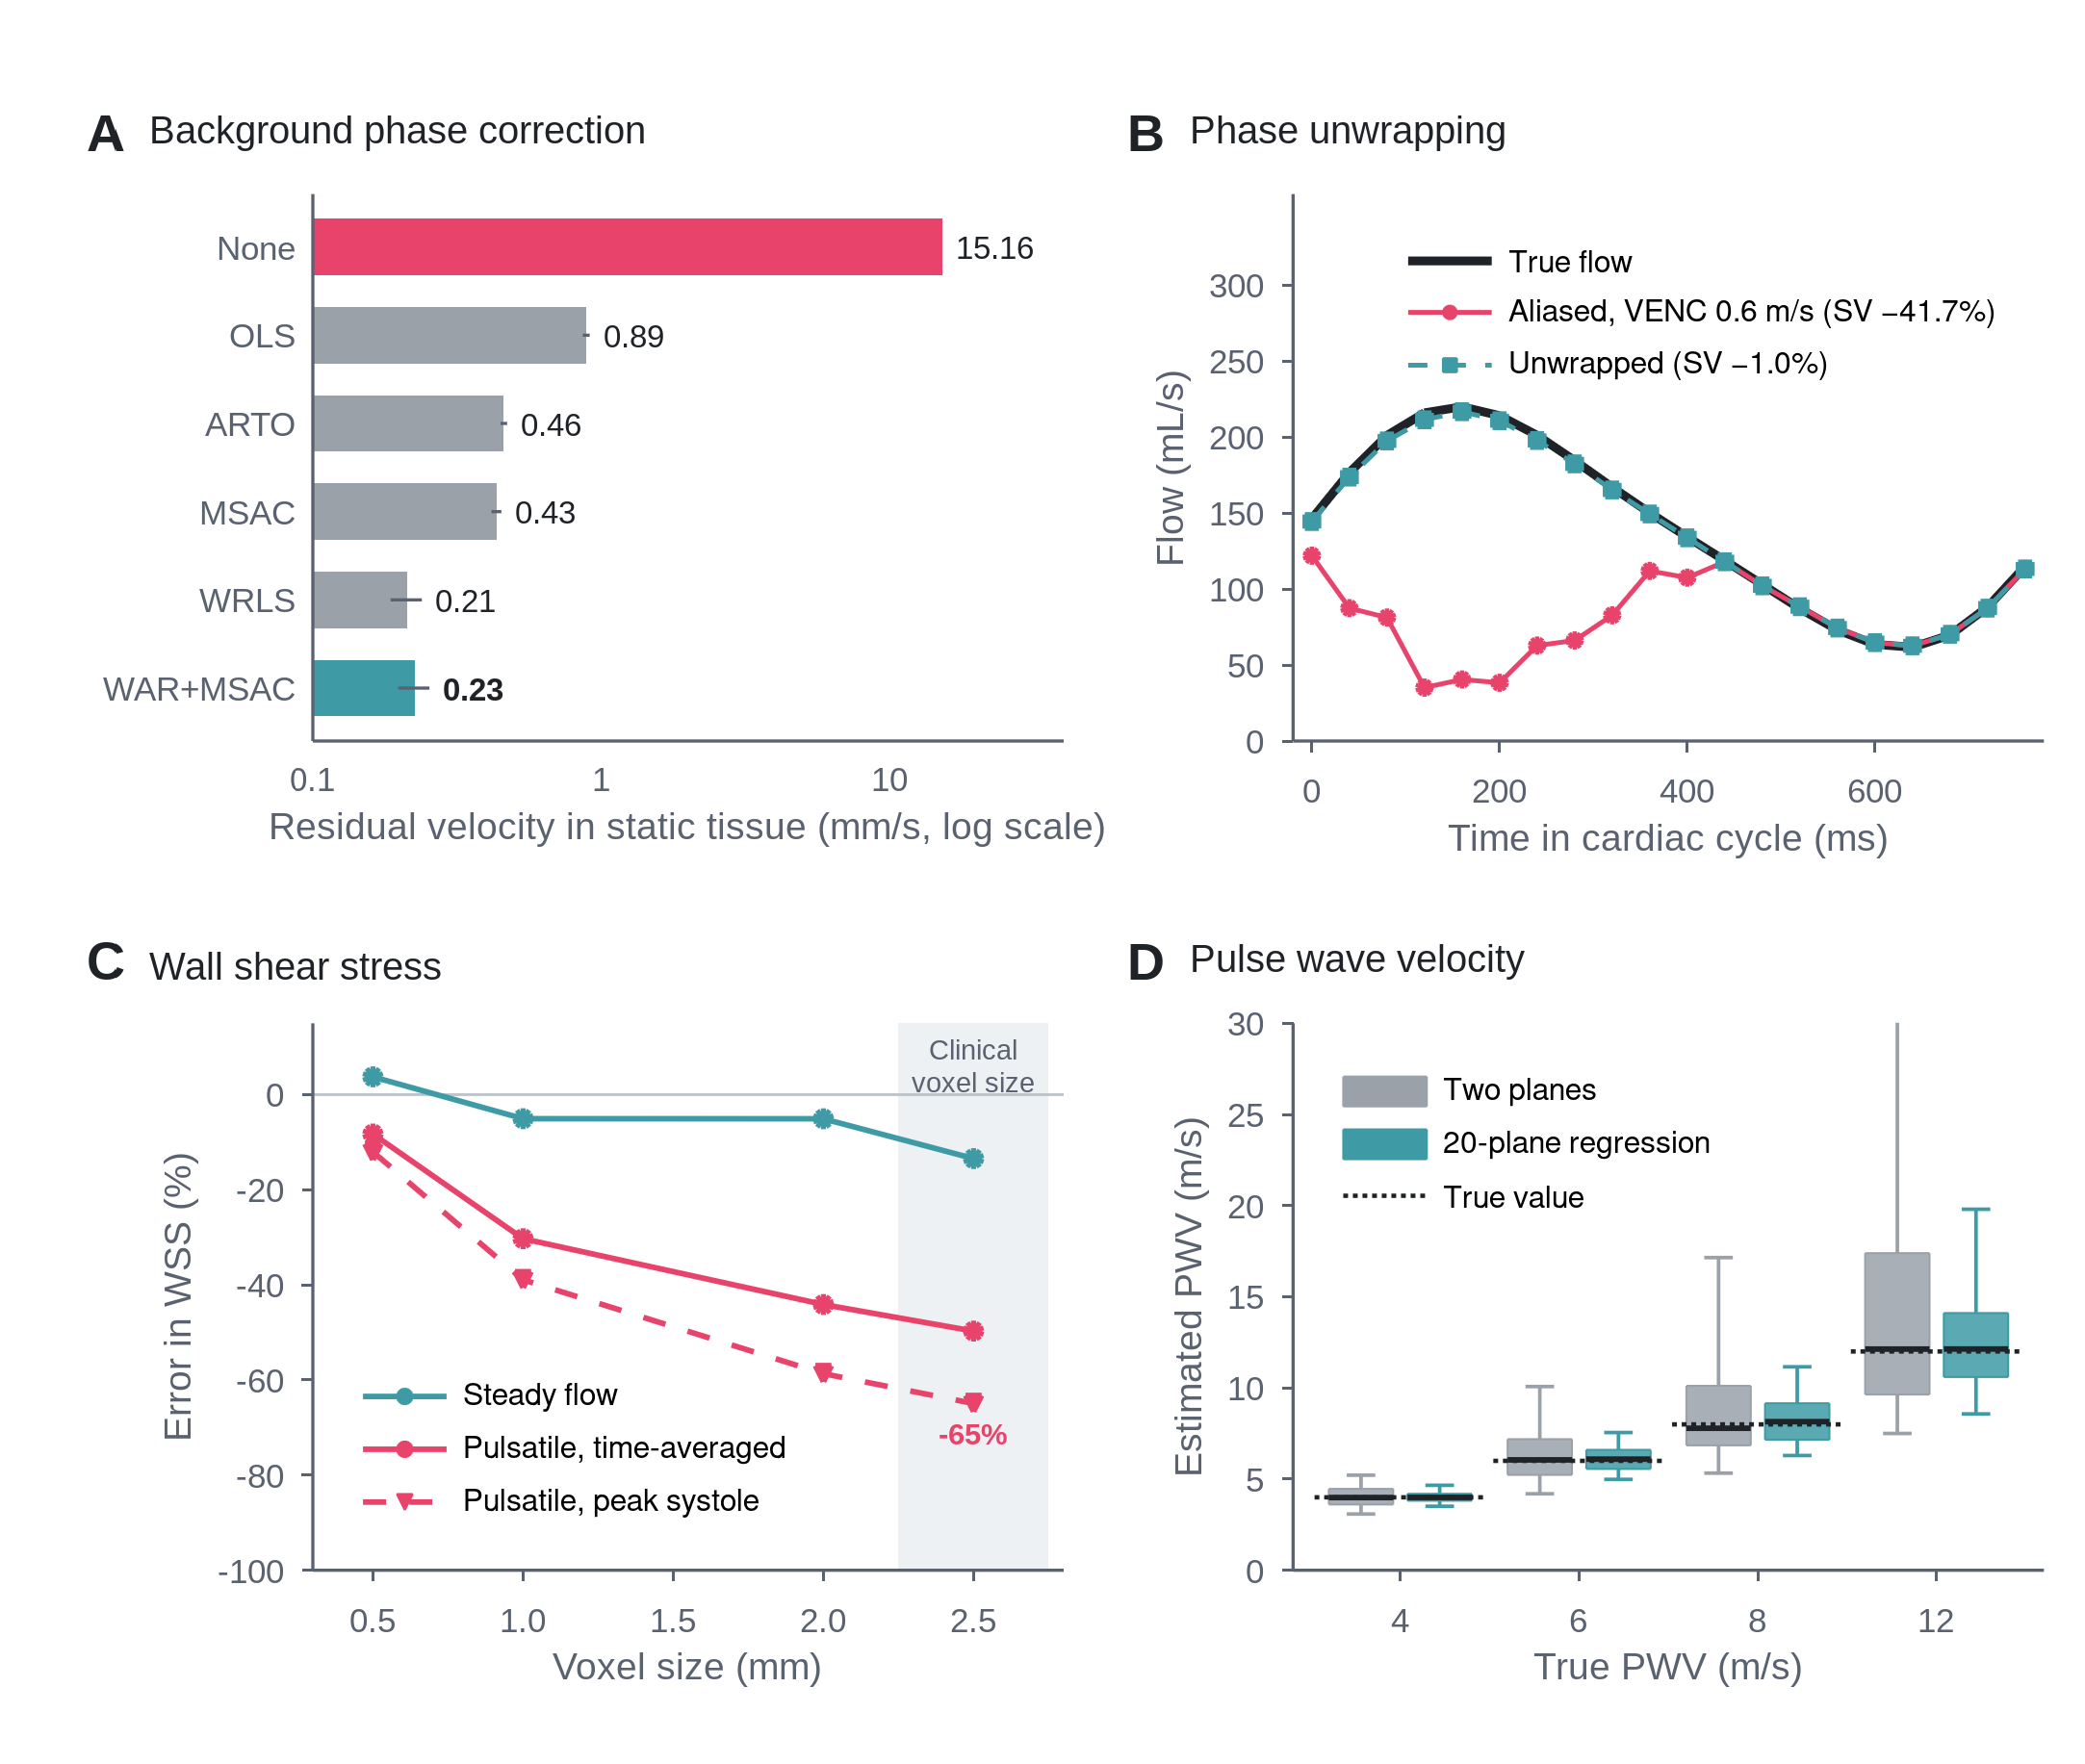 A Background phase correction
None
15.16
OLS
0.89
ARTO
0.46
MSAC
0.43
WRLS
0.21
WAR+MSAC
0.23
0.1 1 10
Residual velocity in static tissue (mm/s, log scale)
B Phase unwrapping
True flow
Aliased, VENC 0.6 m/s (SV −41.7%)
Unwrapped (SV −1.0%)
300
250
200
150
100
50
0
Flow (mL/s)
0 200 400 600
Time in cardiac cycle (ms)
C Wall shear stress
Clinical
voxel size
0
-20
-40
-60
-80
-100
Error in WSS (%)
Steady flow
Pulsatile, time-averaged
Pulsatile, peak systole
-65%
0.5 1.0 1.5 2.0 2.5
Voxel size (mm)
D Pulse wave velocity
30
25
20
15
10
5
0
Estimated PWV (m/s)
Two planes
20-plane regression
True value
4 6 8 12
True PWV (m/s)